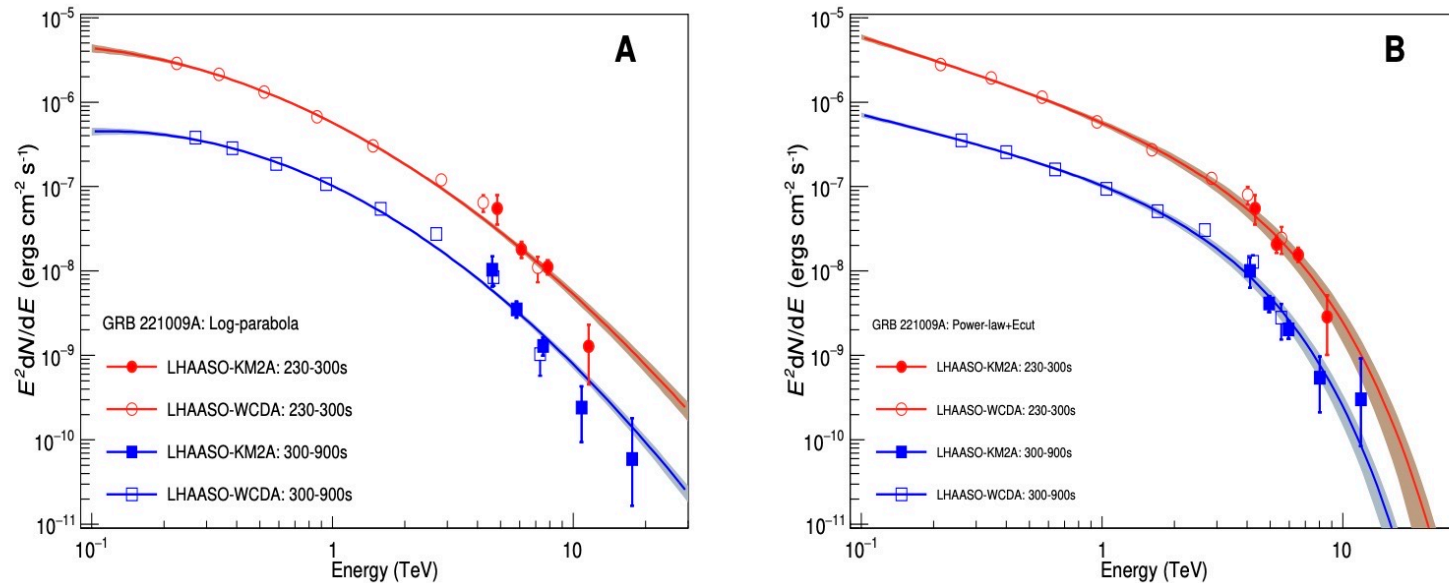 A
10⁻⁵
10⁻⁶
10⁻⁷
10⁻⁸
10⁻⁹
10⁻¹⁰
10⁻¹¹
E²dN/dE (ergs cm⁻² s⁻¹)
GRB 221009A: Log-parabola
LHAASO-KM2A: 230-300s
LHAASO-WCDA: 230-300s
LHAASO-KM2A: 300-900s
LHAASO-WCDA: 300-900s
10⁻¹ 1 10
Energy (TeV)
B
10⁻⁵
10⁻⁶
10⁻⁷
10⁻⁸
10⁻⁹
10⁻¹⁰
10⁻¹¹
E²dN/dE (ergs cm⁻² s⁻¹)
GRB 221009A: Power-law+Ecut
LHAASO-KM2A: 230-300s
LHAASO-WCDA: 230-300s
LHAASO-KM2A: 300-900s
LHAASO-WCDA: 300-900s
10⁻¹ 1 10
Energy (TeV)